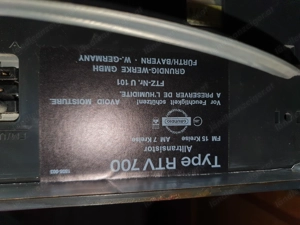 Type RTV 700
Alltransistor
FM 15 Kreise AM 7 Kreise
GRUNDIG
Vor Feuchtigkeit schützen! AVOID MOISTURE.
A PRESERVER DE L'HUMIDITE.
FTZ-Nr. U 101
GRUNDIG-WERKE GMBH
FÜRTH/BAYERN · W.-GERMANY